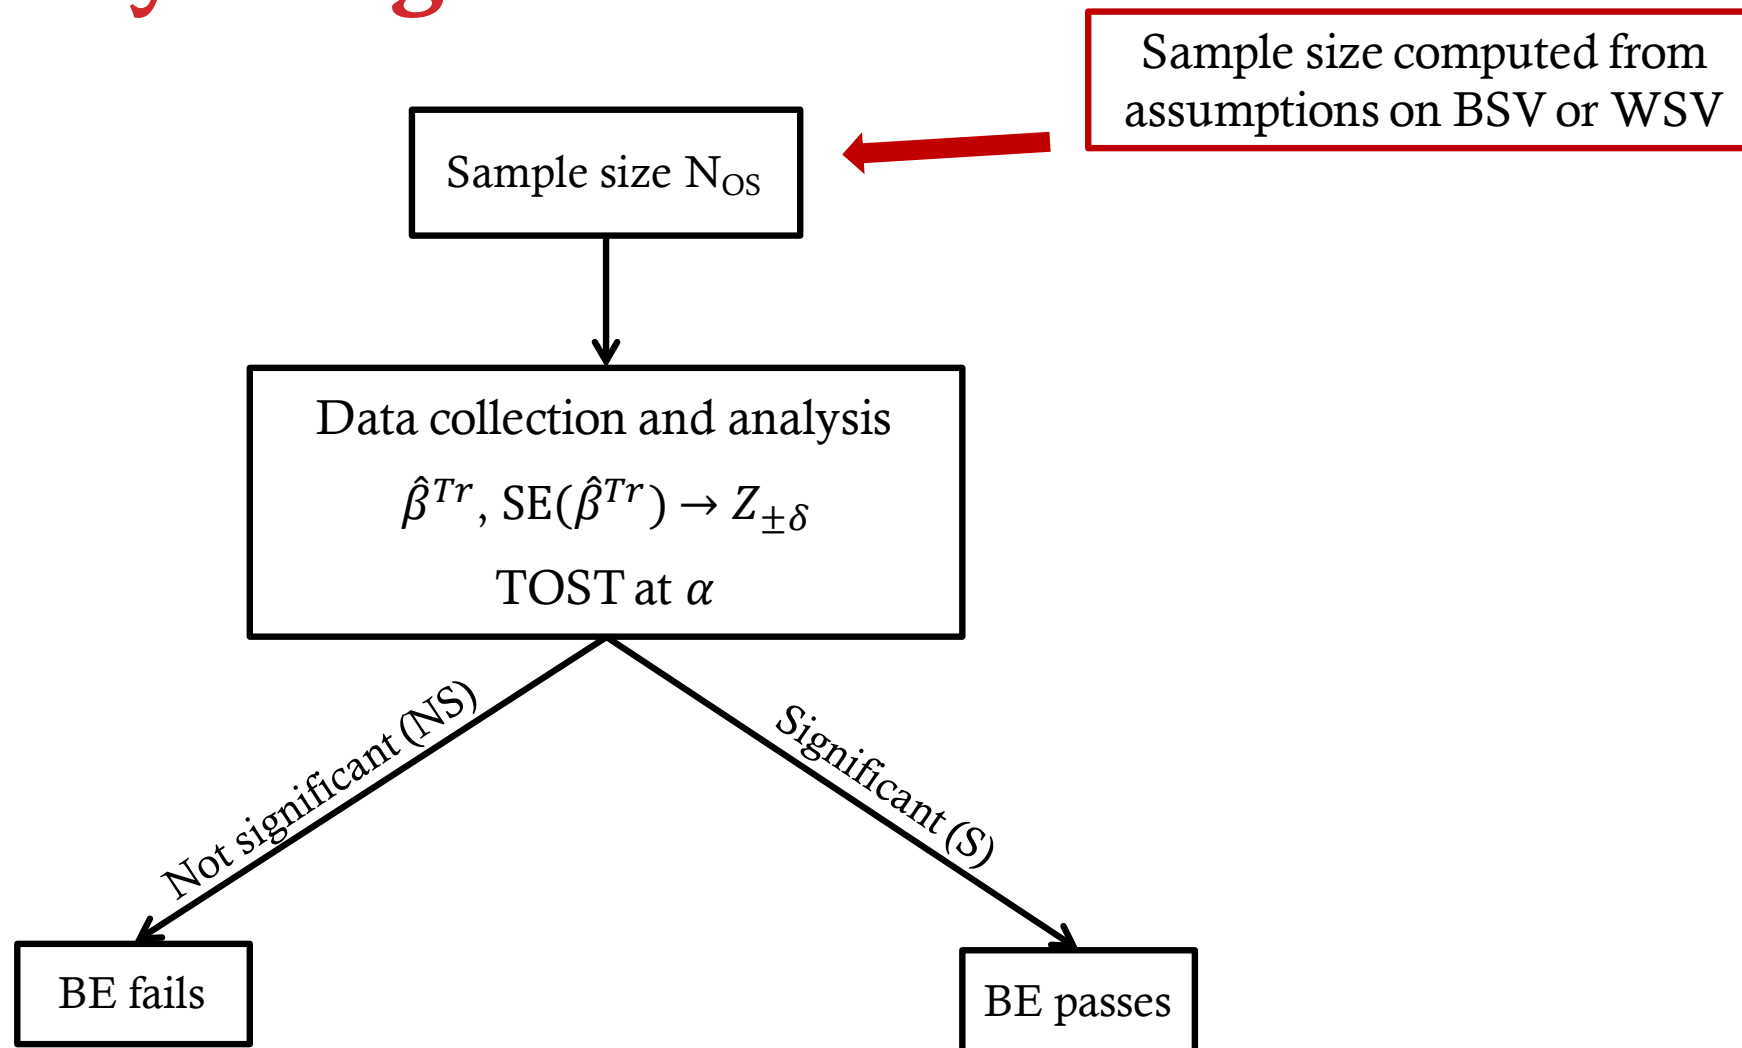 Sample size computed from
assumptions on BSV or WSV
Sample size N_OS
Data collection and analysis
β̂^Tr, SE(β̂^Tr) → Z_±δ
TOST at α
Not significant (NS)
Significant (S)
BE fails
BE passes